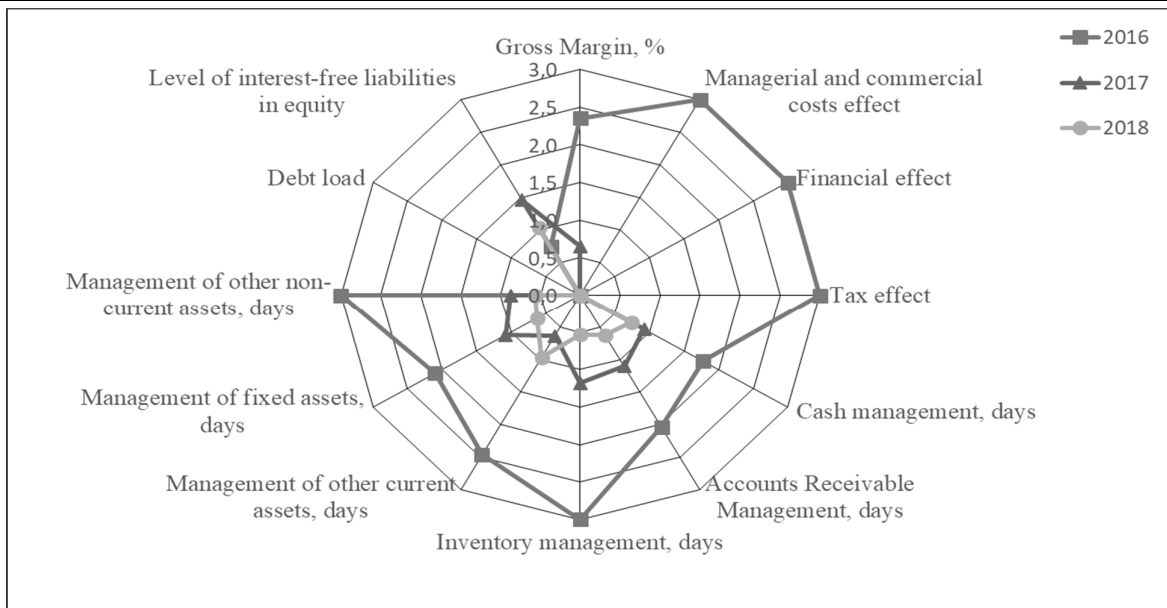 Gross Margin, %
Level of interest-free liabilities
in equity
Managerial and commercial
costs effect
2016
2017
2018
3,0
2,5
2,0
1,5
1,0
0,5
0,0
Debt load
Financial effect
Management of other non-
current assets, days
Tax effect
Management of fixed assets,
days
Cash management, days
Management of other current
assets, days
Accounts Receivable
Management, days
Inventory management, days